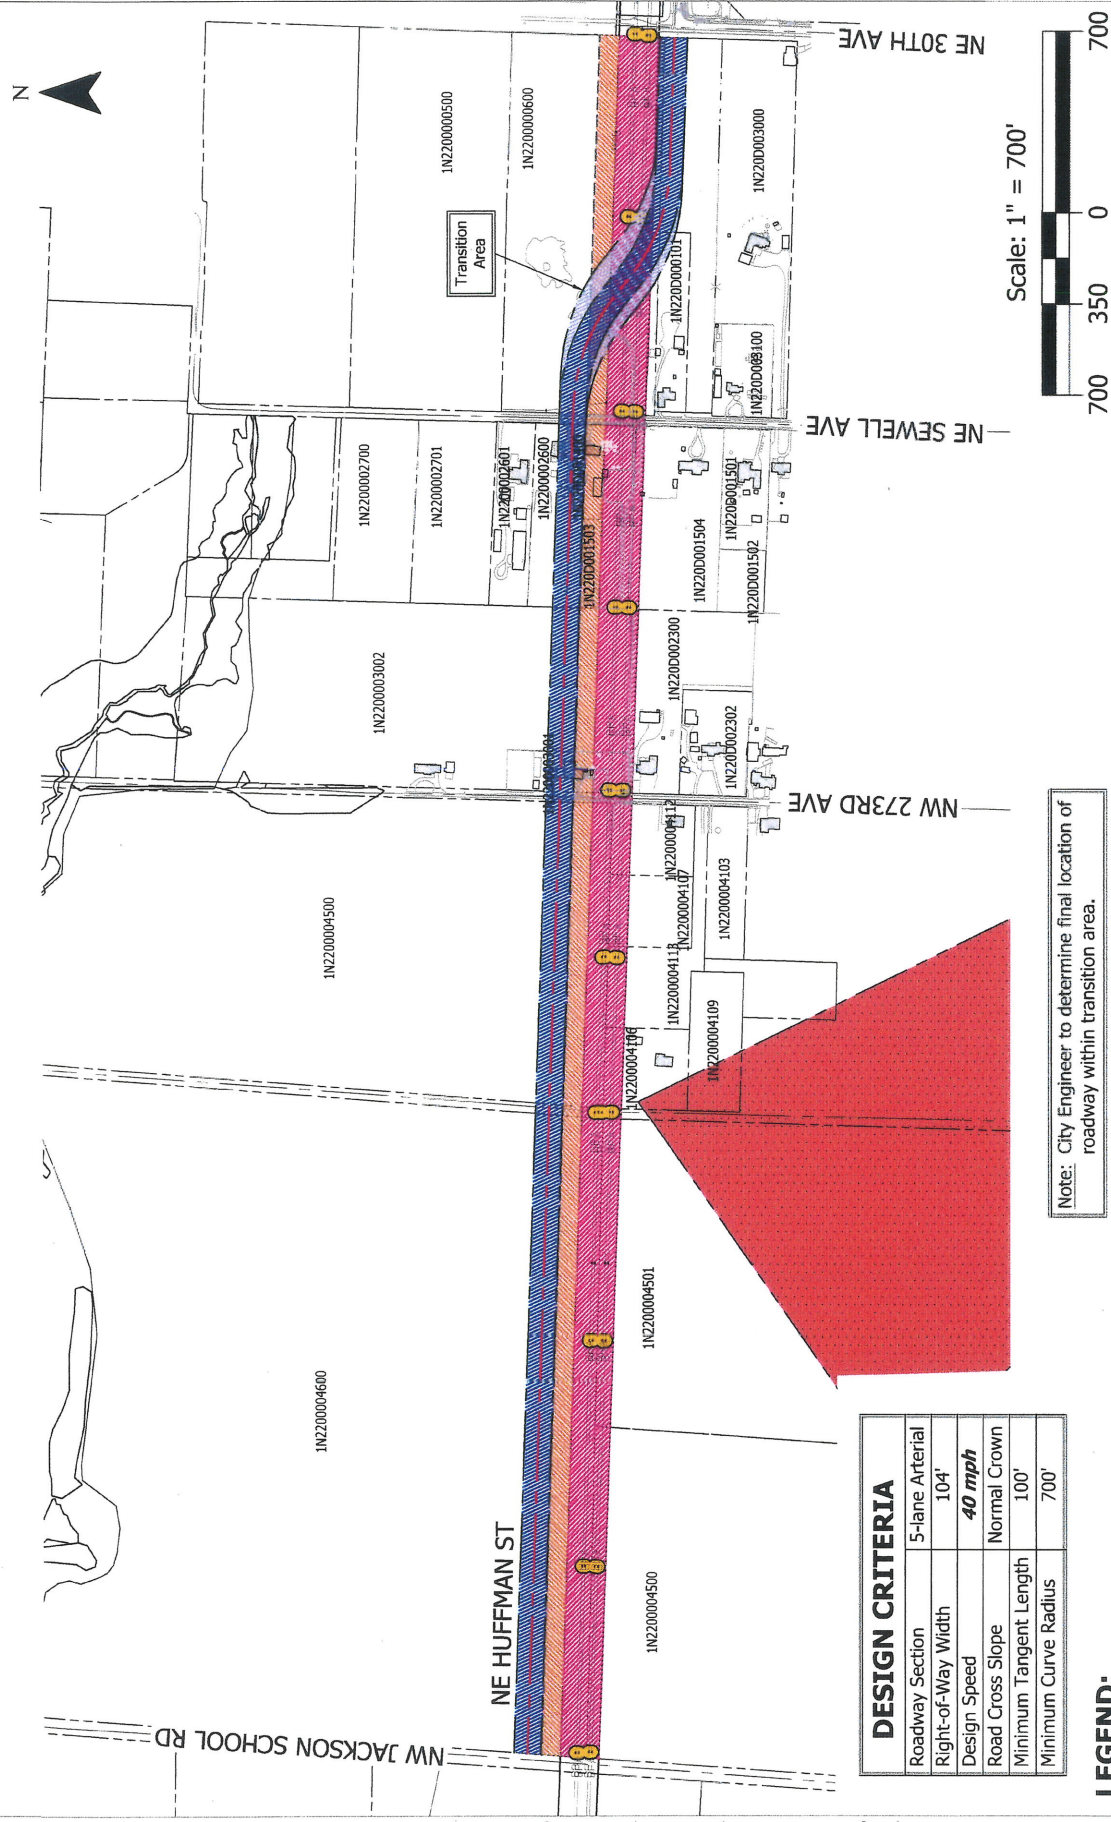 N
NE 30TH AVE
1N2200000500
1N2200000600
Transition
Area
1N220D000101
1N220D003000
1N220D003100
NE SEWELL AVE
1N2200002700
1N2200002701
1N2200002601
1N2200002600
1N220D001503
1N220D001504
1N220D001501
1N220D001502
1N2200003002
1N220D002300
1N220D002302
NW 273RD AVE
1N2200004500
1N2200004112
1N2200004107
1N2200004103
1N2200004113
1N2200004109
1N2200004106
1N2200004501
1N2200004600
1N2200004500
NE HUFFMAN ST
NW JACKSON SCHOOL RD
Scale: 1" = 700'
700 350 0 700
Note: City Engineer to determine final location of
roadway within transition area.
DESIGN CRITERIA
Roadway Section 5-lane Arterial
Right-of-Way Width 104'
Design Speed 40 mph
Road Cross Slope Normal Crown
Minimum Tangent Length 100'
Minimum Curve Radius 700'
LEGEND: